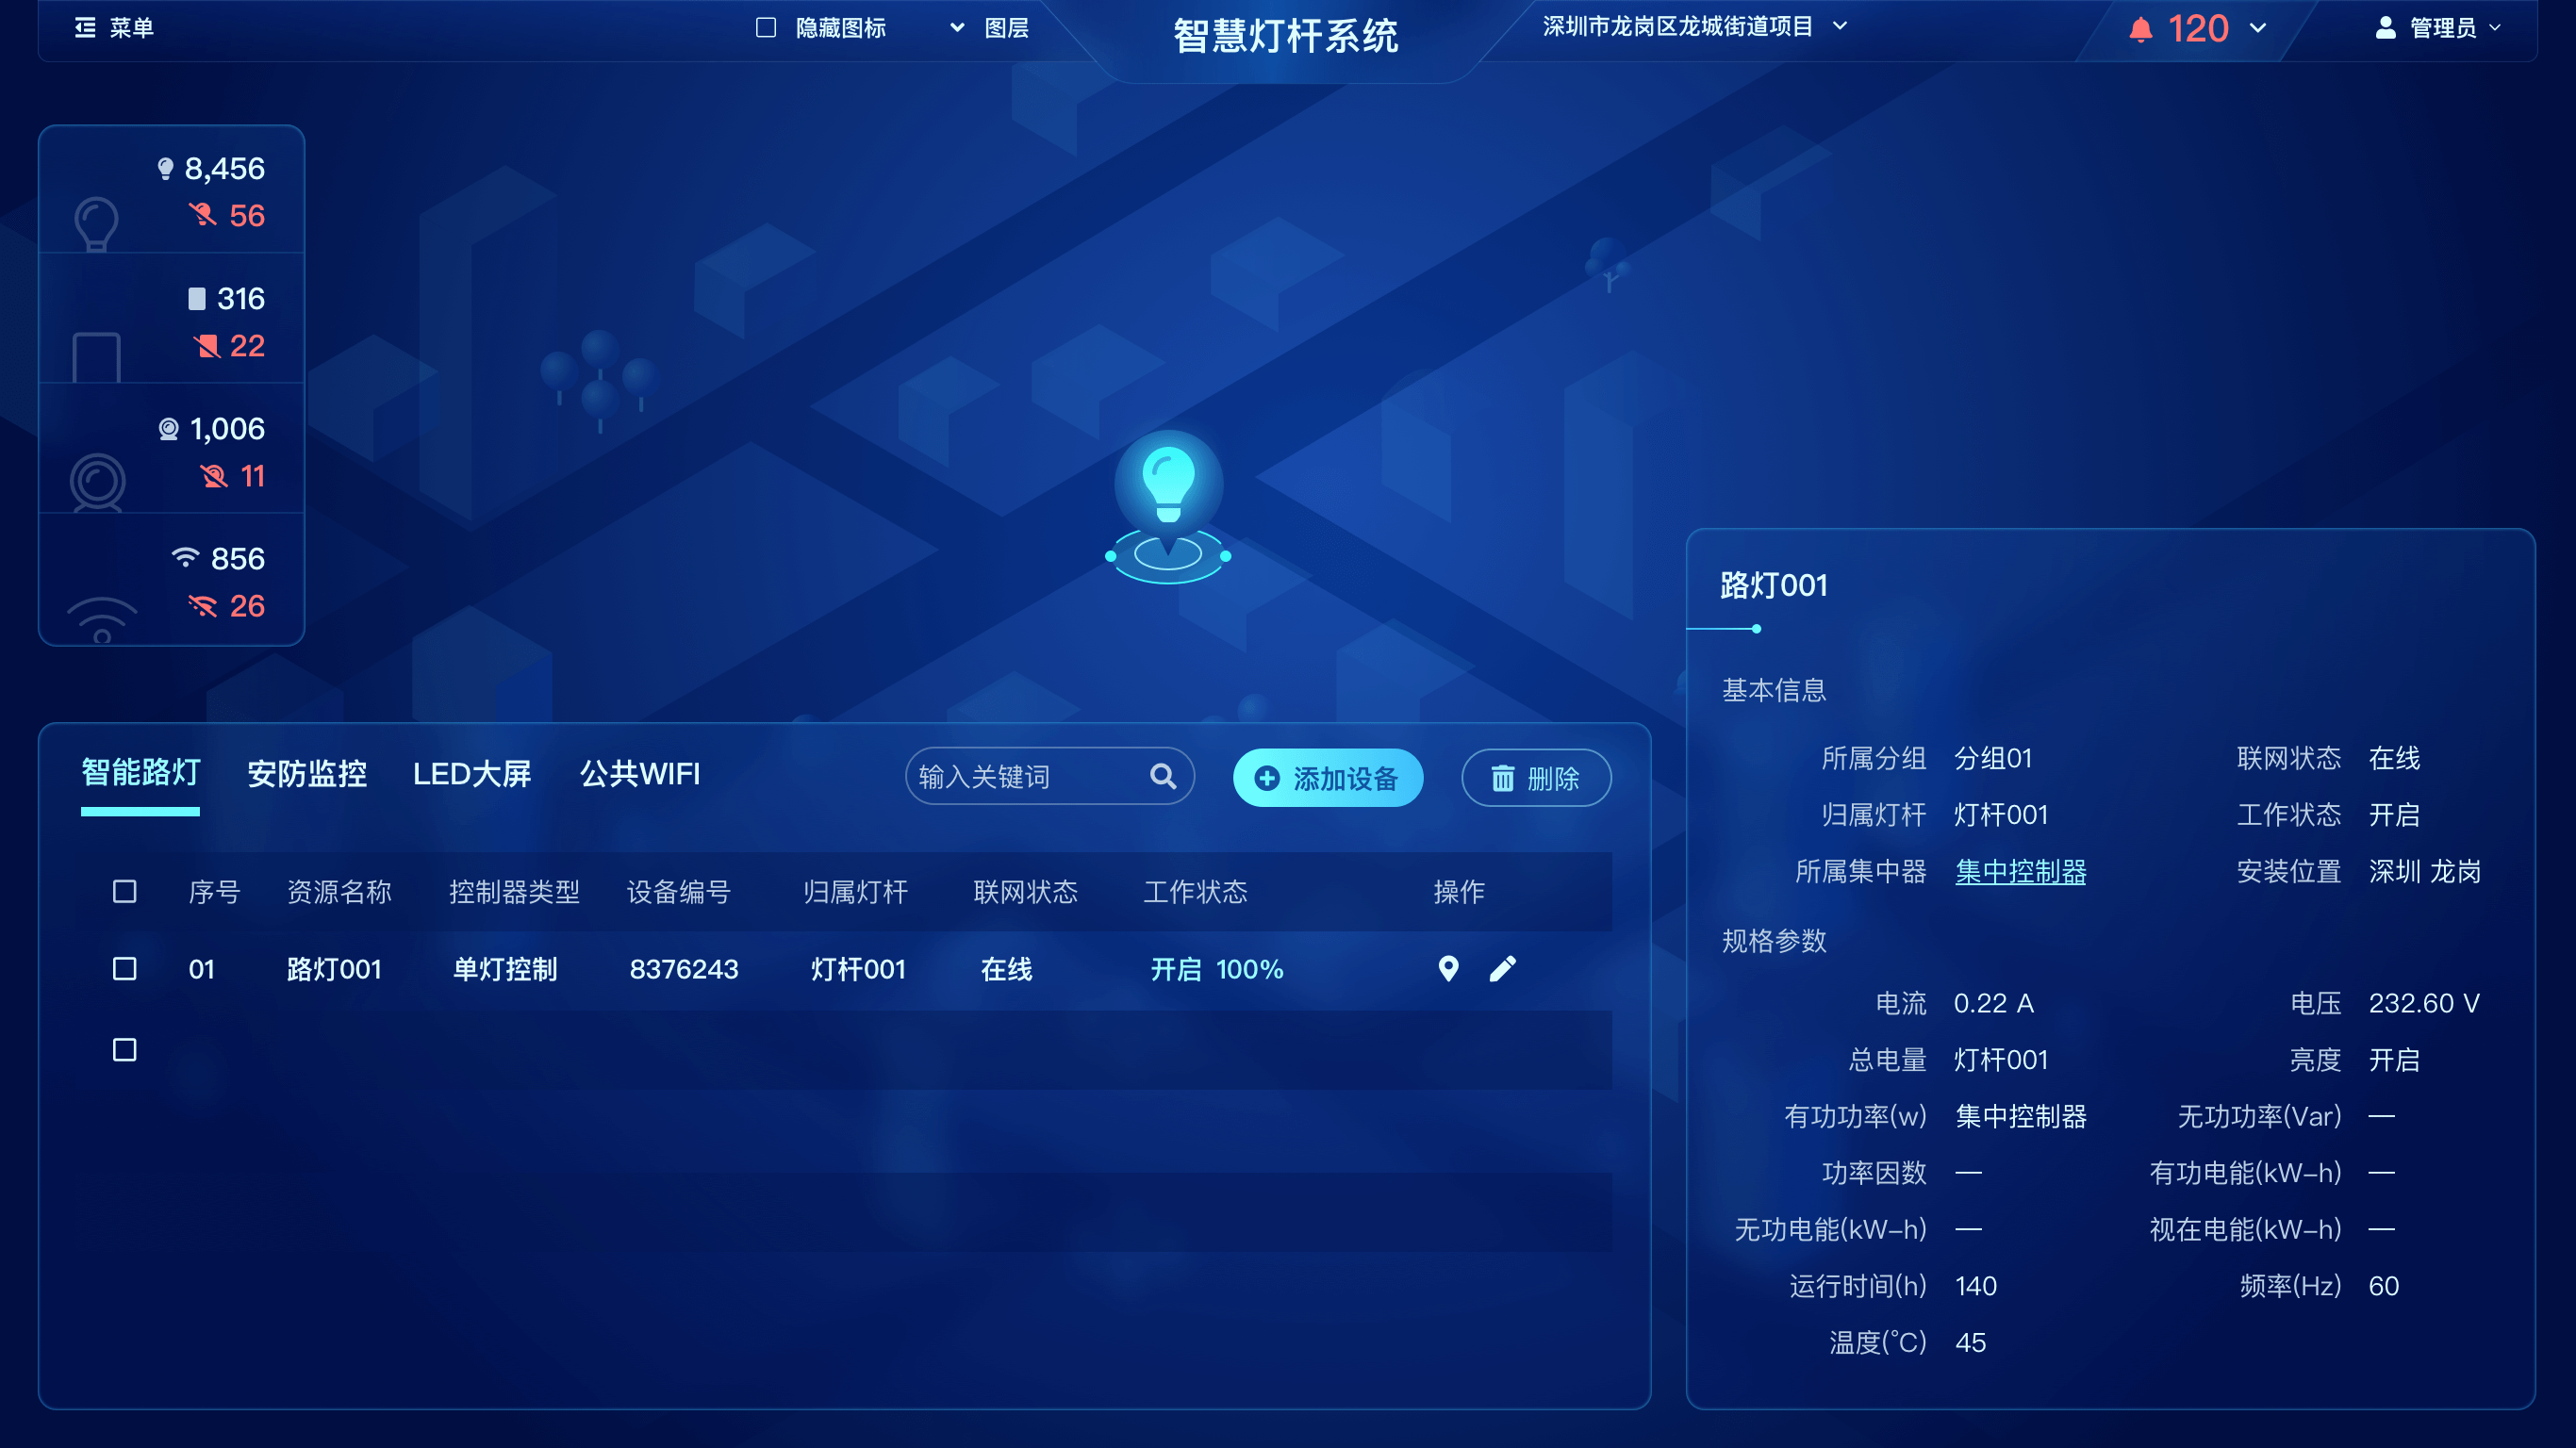 菜单
隐藏图标
图层
智慧灯杆系统
深圳市龙岗区龙城街道项目
120
管理员
8,456
56
316
22
1,006
11
856
26
智能路灯 安防监控 LED大屏 公共WIFI
输入关键词
添加设备
删除
序号 资源名称 控制器类型 设备编号 归属灯杆 联网状态 工作状态 操作
01 路灯001 单灯控制 8376243 灯杆001 在线 开启 100%
路灯001
基本信息
所属分组 分组01 联网状态 在线
归属灯杆 灯杆001 工作状态 开启
所属集中器 集中控制器 安装位置 深圳 龙岗
规格参数
电流 0.22 A 电压 232.60 V
总电量 灯杆001 亮度 开启
有功功率(w) 集中控制器 无功功率(Var) —
功率因数 — 有功电能(kW-h) —
无功电能(kW-h) — 视在电能(kW-h) —
运行时间(h) 140 频率(Hz) 60
温度(℃) 45